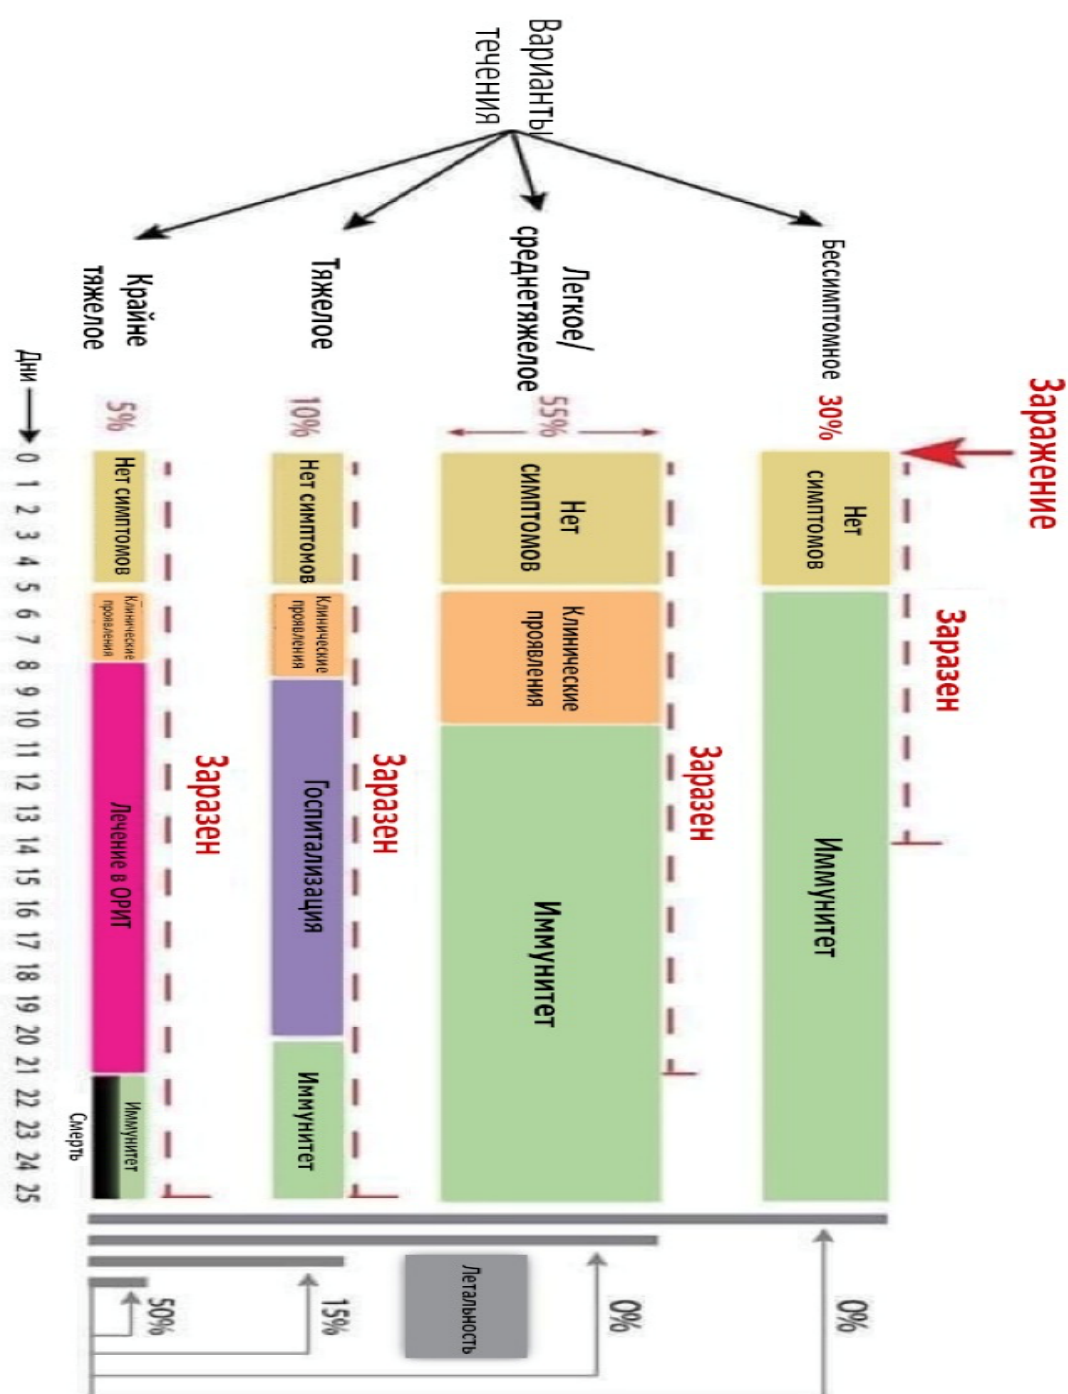 Заражение
Варианты
течения
Бессимптомное 30%
Нет
симптомов
Иммунитет
Заразен
0%
Легкое/
среднетяжелое
55%
Нет
симптомов
Клинические
проявления
Иммунитет
Заразен
0%
Тяжелое
10%
Нет симптомов
Клинические
проявления
Госпитализация
Иммунитет
Заразен
15%
Летальность
Крайне
тяжелое
5%
Нет симптомов
Клинические
проявления
Лечение в ОРИТ
Иммунитет
Смерть
Заразен
50%
Дни 0 1 2 3 4 5 6 7 8 9 10 11 12 13 14 15 16 17 18 19 20 21 22 23 24 25